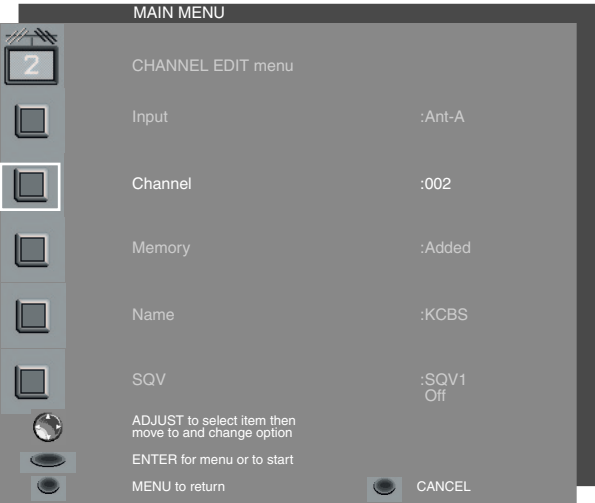 MAIN MENU
2
CHANNEL EDIT menu
Input :Ant-A
Channel :002
Memory :Added
Name :KCBS
SQV :SQV1
Off
ADJUST to select item then
move to and change option
ENTER for menu or to start
MENU to return CANCEL